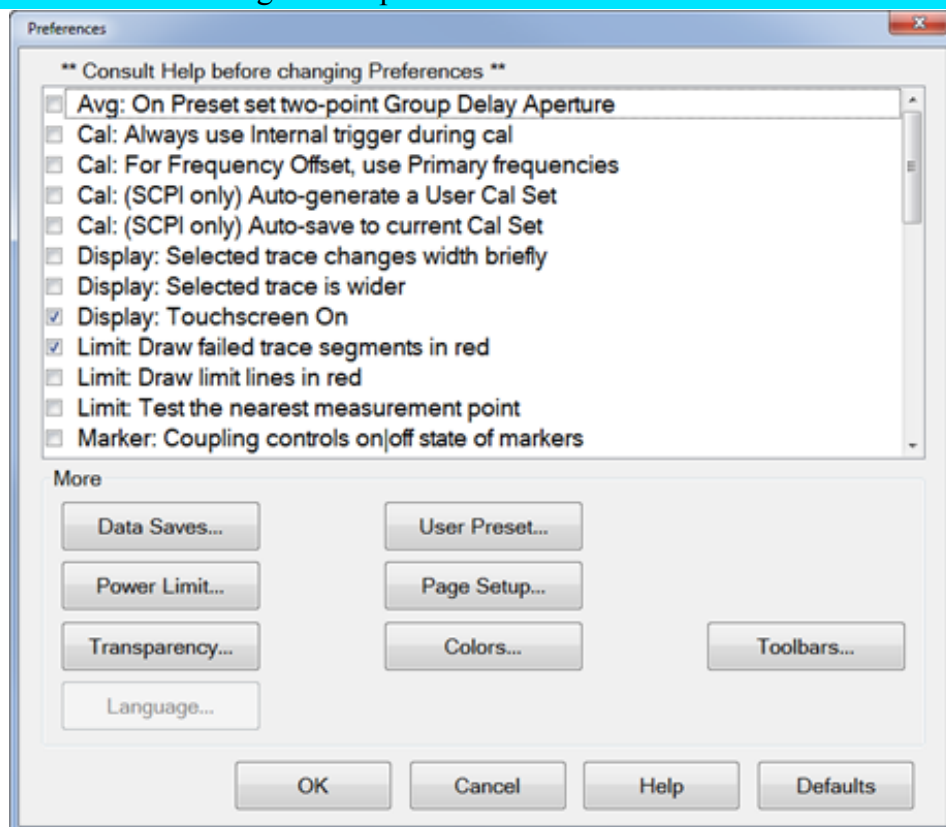 Preferences
x
** Consult Help before changing Preferences **
Avg: On Preset set two-point Group Delay Aperture
Cal: Always use Internal trigger during cal
Cal: For Frequency Offset, use Primary frequencies
Cal: (SCPI only) Auto-generate a User Cal Set
Cal: (SCPI only) Auto-save to current Cal Set
Display: Selected trace changes width briefly
Display: Selected trace is wider
Display: Touchscreen On
Limit: Draw failed trace segments in red
Limit: Draw limit lines in red
Limit: Test the nearest measurement point
Marker: Coupling controls on|off state of markers
More
Data Saves... User Preset...
Power Limit... Page Setup...
Transparency... Colors... Toolbars...
Language...
OK Cancel Help Defaults